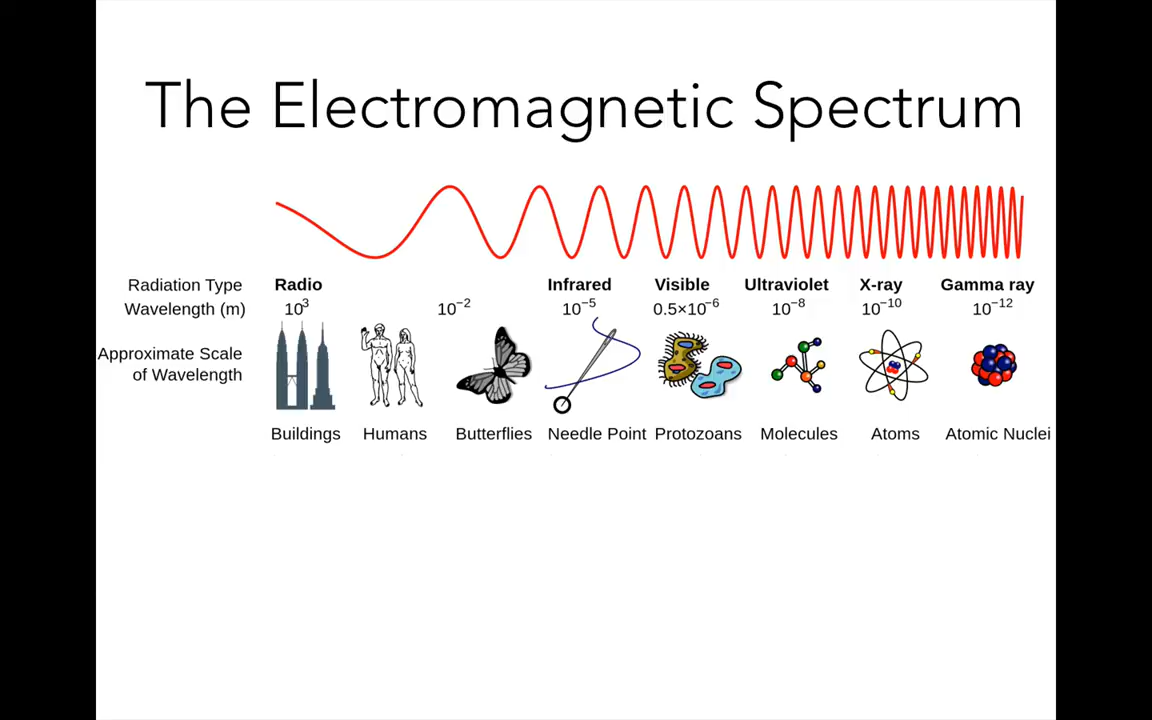 The Electromagnetic Spectrum
Radiation Type Radio Infrared Visible Ultraviolet X-ray Gamma ray
Wavelength (m) 10³ 10⁻² 10⁻⁵ 0.5×10⁻⁶ 10⁻⁸ 10⁻¹⁰ 10⁻¹²
Approximate Scale
of Wavelength
Buildings Humans Butterflies Needle Point Protozoans Molecules Atoms Atomic Nuclei